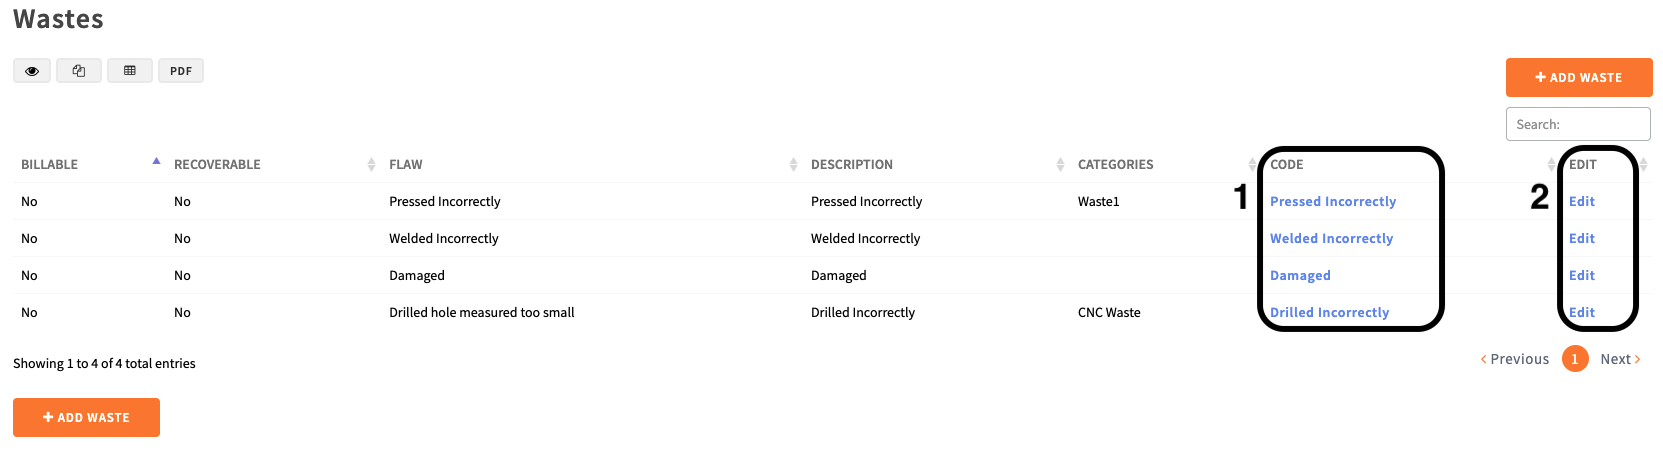 Wastes
PDF
+ ADD WASTE
Search:
BILLABLE RECOVERABLE FLAW DESCRIPTION CATEGORIES CODE EDIT
No No Pressed Incorrectly Pressed Incorrectly Waste1 1 Pressed Incorrectly 2 Edit
No No Welded Incorrectly Welded Incorrectly Welded Incorrectly Edit
No No Damaged Damaged Damaged Edit
No No Drilled hole measured too small Drilled Incorrectly CNC Waste Drilled Incorrectly Edit
Showing 1 to 4 of 4 total entries
‹ Previous 1 Next ›
+ ADD WASTE